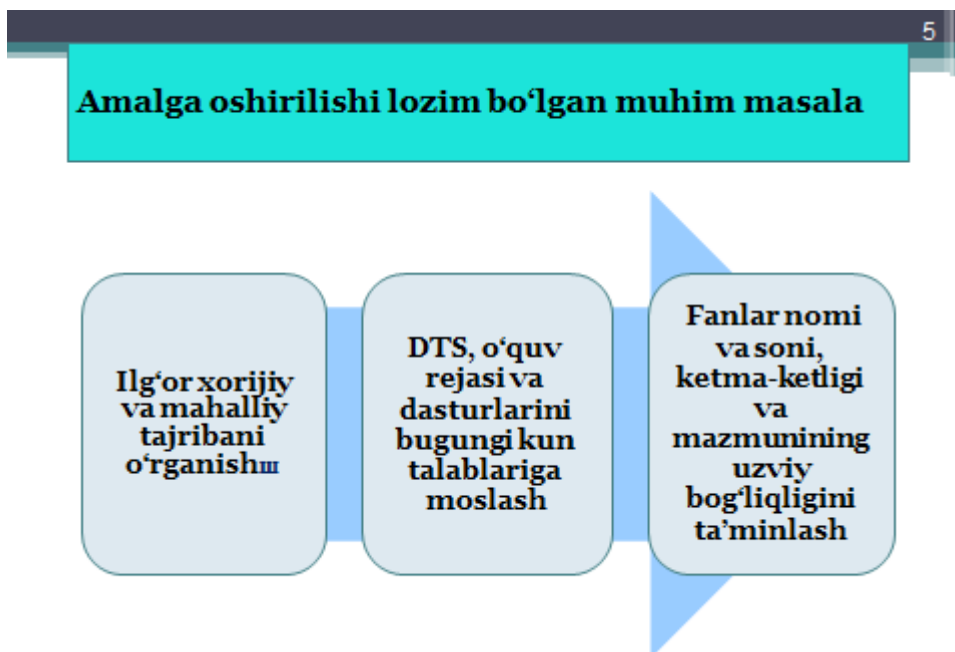 5
Amalga oshirilishi lozim bo‘lgan muhim masala
Ilg‘or xorijiy
va mahalliy
tajribani
o‘rganishш
DTS, o‘quv
rejasi va
dasturlarini
bugungi kun
talablariga
moslash
Fanlar nomi
va soni,
ketma-ketligi
va
mazmunining
uzviy
bog‘liqligini
ta’minlash